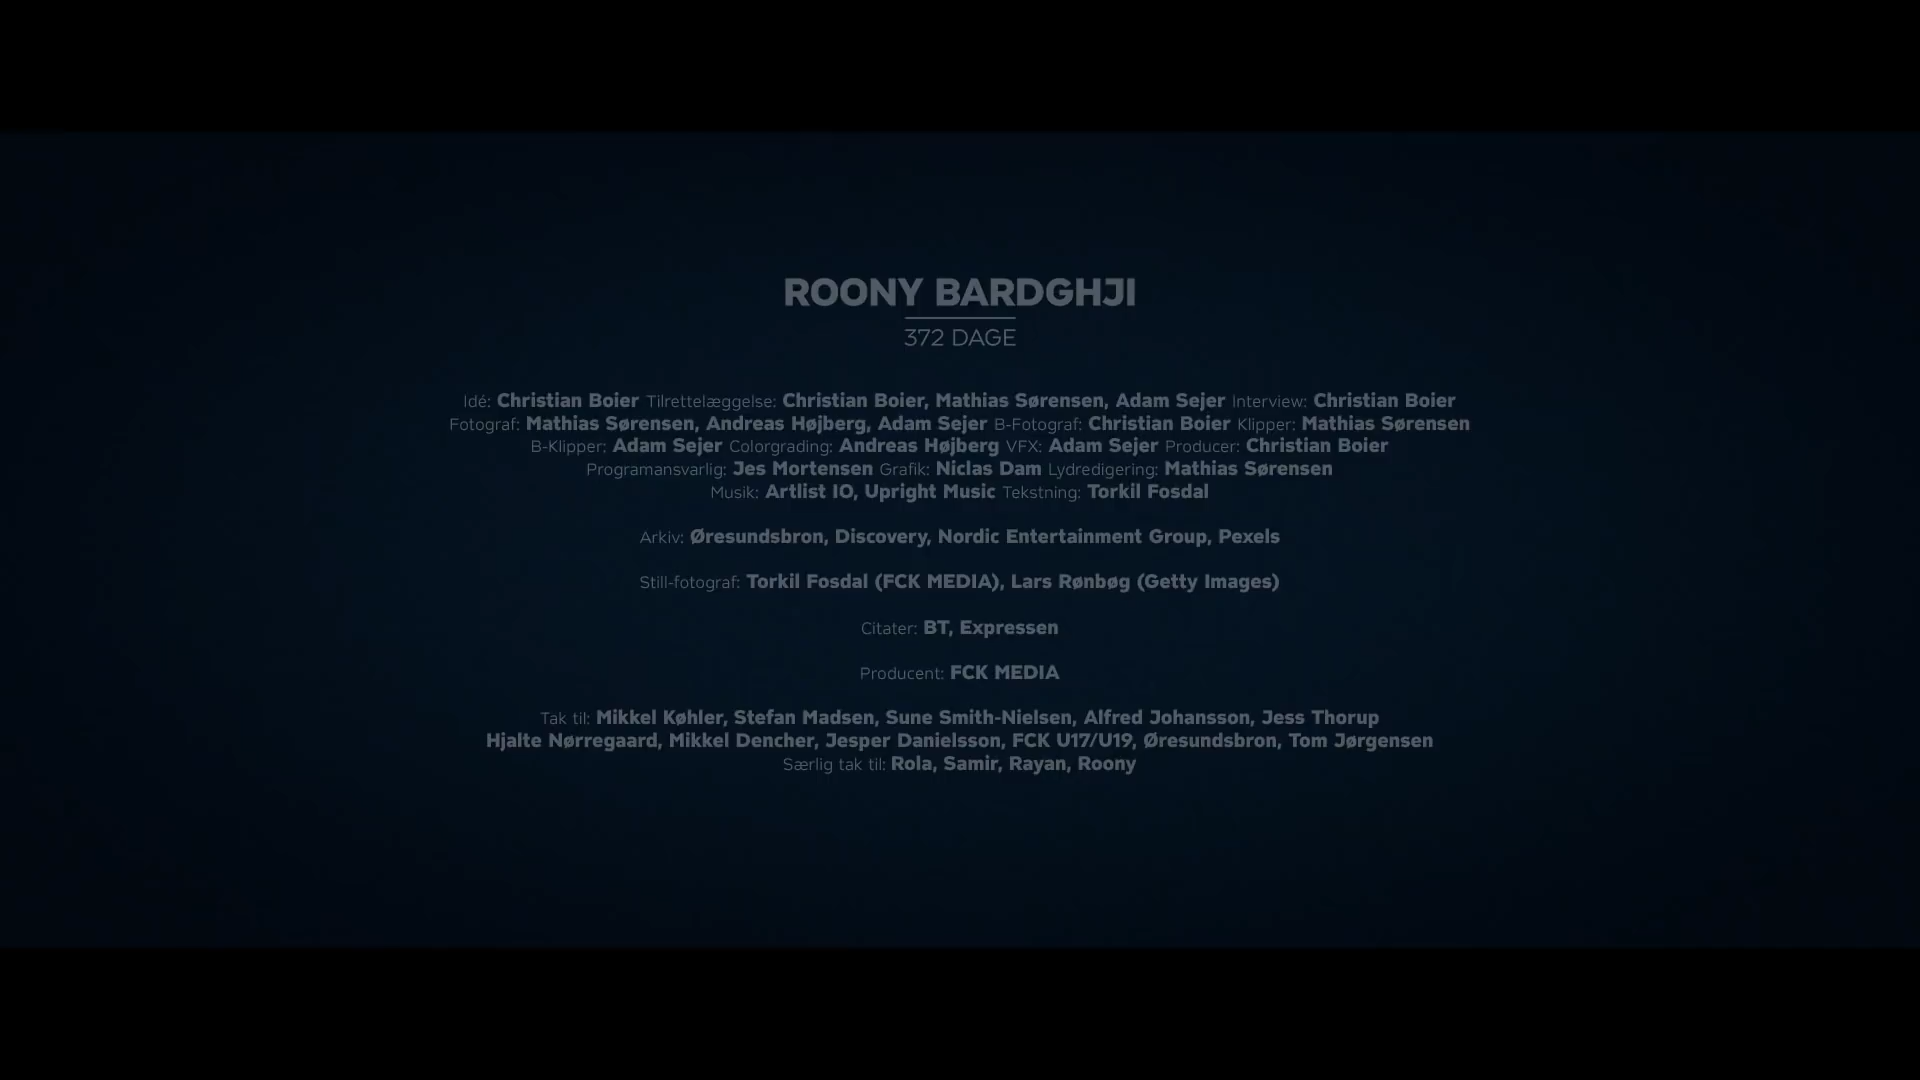 ROONY BARDGHJI
372 DAGE
Idé: Christian Boier Tilrettelæggelse: Christian Boier, Mathias Sørensen, Adam Sejer Interview: Christian Boier
Fotograf: Mathias Sørensen, Andreas Højberg, Adam Sejer B-Fotograf: Christian Boier Klipper: Mathias Sørensen
B-Klipper: Adam Sejer Colorgrading: Andreas Højberg VFX: Adam Sejer Producer: Christian Boier
Programansvarlig: Jes Mortensen Grafik: Niclas Dam Lydredigering: Mathias Sørensen
Musik: Artlist IO, Upright Music Tekstning: Torkil Fosdal
Arkiv: Øresundsbron, Discovery, Nordic Entertainment Group, Pexels
Still-fotograf: Torkil Fosdal (FCK MEDIA), Lars Rønbøg (Getty Images)
Citater: BT, Expressen
Producent: FCK MEDIA
Tak til: Mikkel Køhler, Stefan Madsen, Sune Smith-Nielsen, Alfred Johansson, Jess Thorup
Hjalte Nørregaard, Mikkel Dencher, Jesper Danielsson, FCK U17/U19, Øresundsbron, Tom Jørgensen
Særlig tak til: Rola, Samir, Rayan, Roony